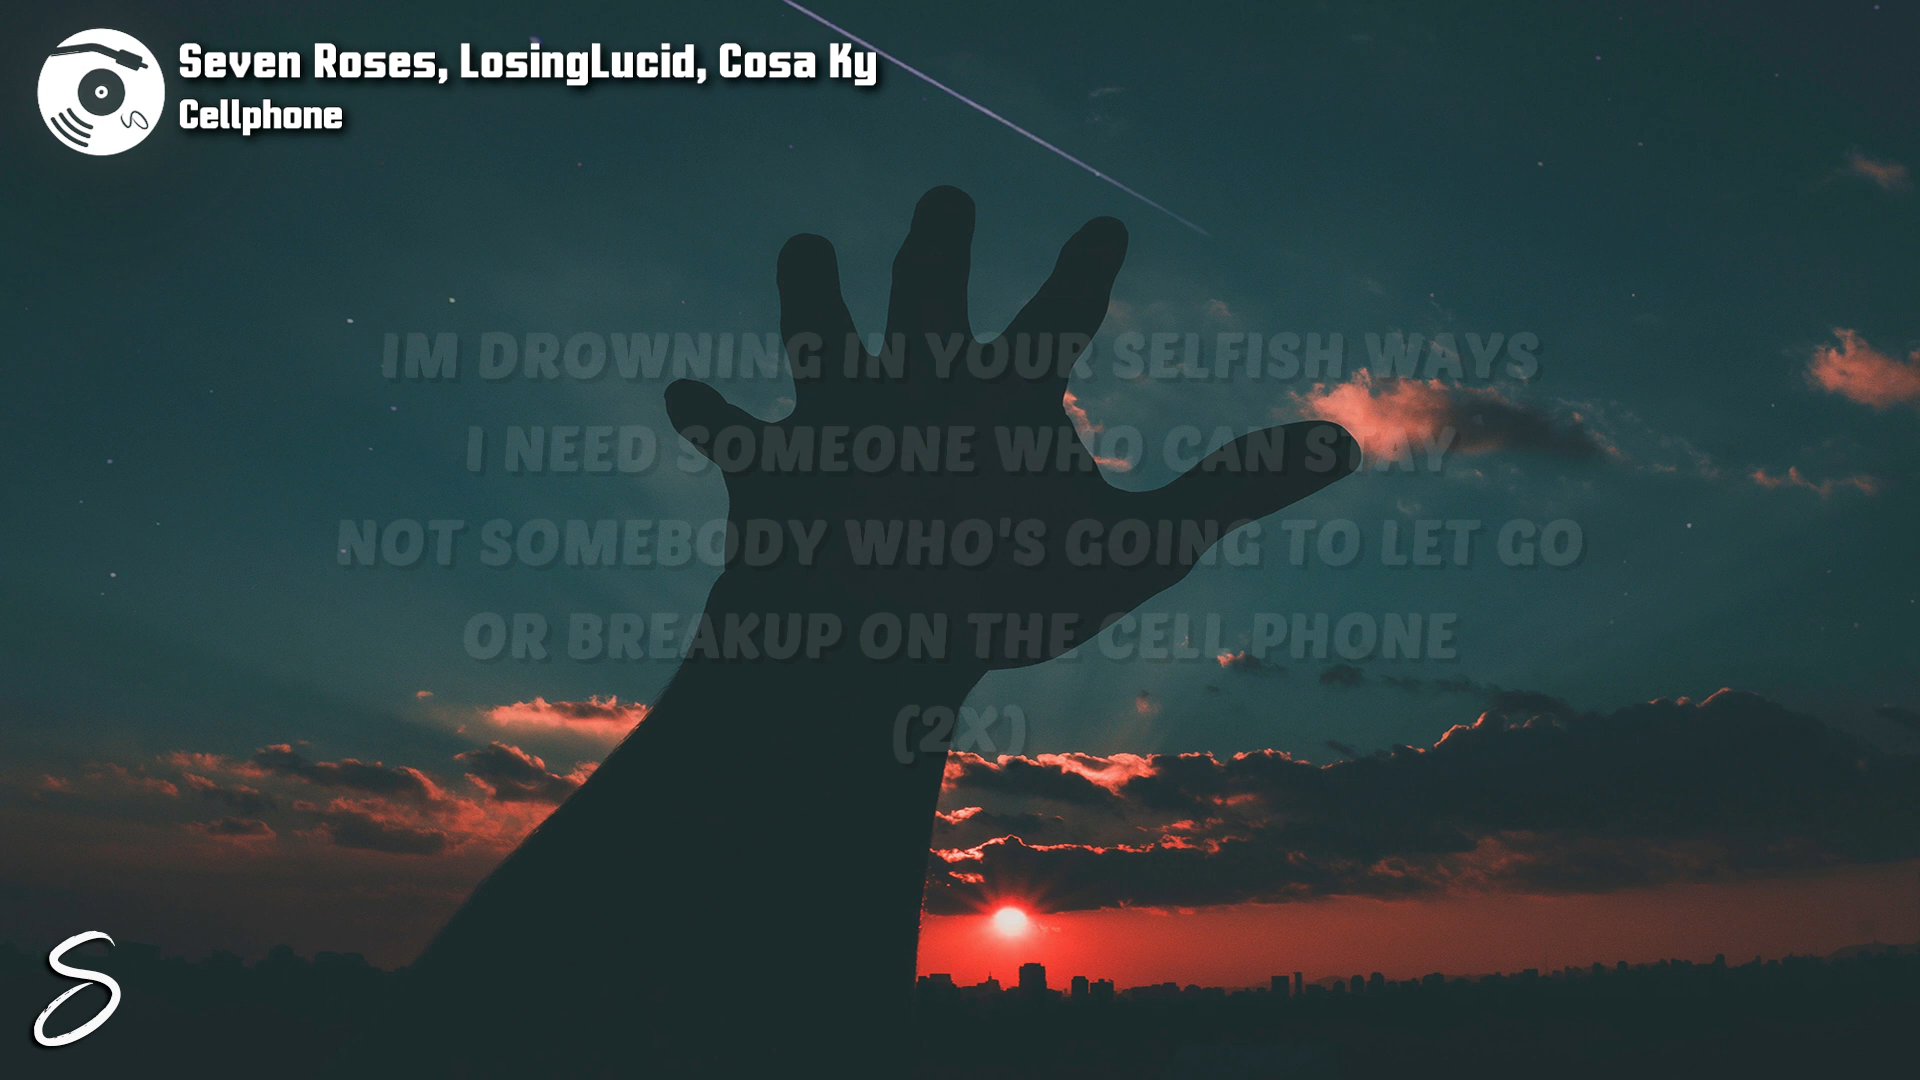 Seven Roses, LosingLucid, Cosa Ky
Cellphone
IM DROWNING IN YOUR SELFISH WAYS
I NEED SOMEONE WHO CAN STAY
NOT SOMEBODY WHO'S GOING TO LET GO
OR BREAKUP ON THE CELL PHONE
(2X)
S